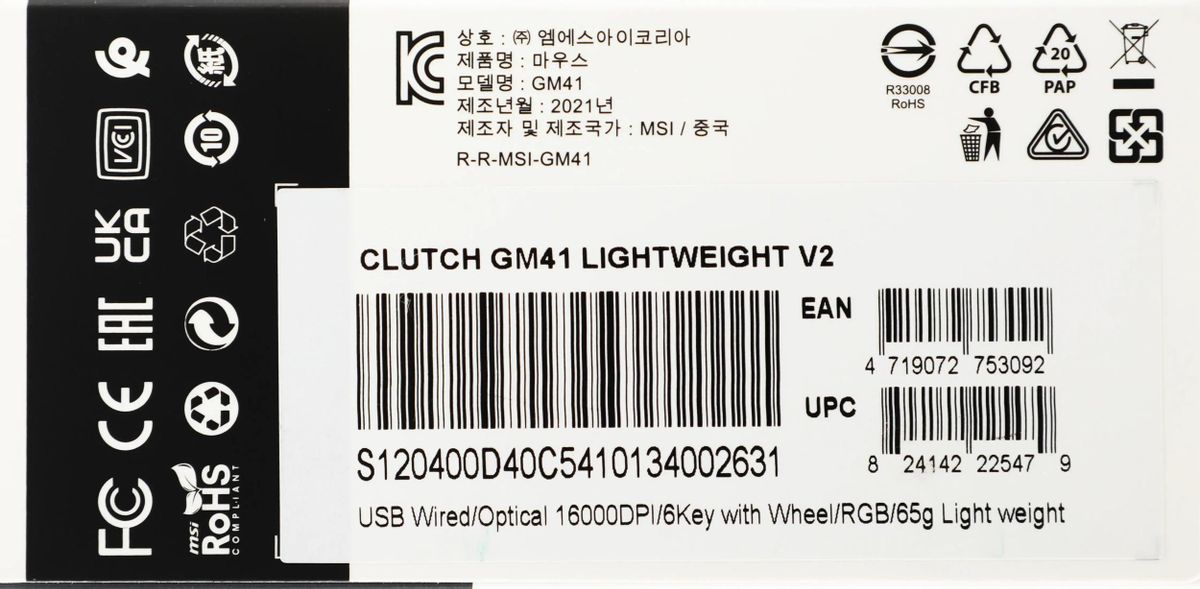 상호 : ㈜ 엠에스아이코리아
제품명 : 마우스
모델명 : GM41
제조년월 : 2021년
제조자 및 제조국가 : MSI / 중국
R-R-MSI-GM41
R33008
RoHS
CFB
20
PAP
紙
VCI
10
UK
CA
EAC
CE
FC
msi
RoHS
COMPLIANT
CLUTCH GM41 LIGHTWEIGHT V2
S120400D40C5410134002631
USB Wired/Optical 16000DPI/6Key with Wheel/RGB/65g Light weight
EAN
4 719072 753092
UPC
8 24142 22547 9